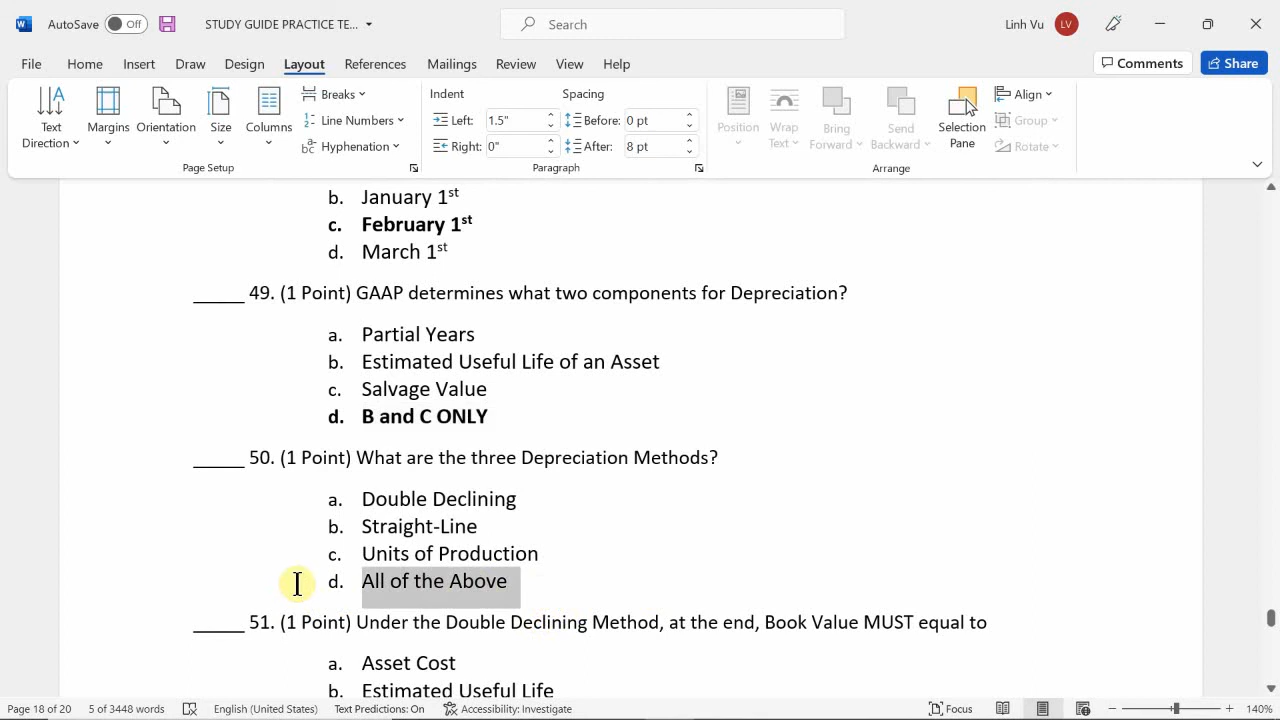 AutoSave Off STUDY GUIDE PRACTICE TE... Search Linh Vu LV
File Home Insert Draw Design Layout References Mailings Review View Help Comments Share
Text Direction Margins Orientation Size Columns Breaks Line Numbers Hyphenation
Indent Spacing
Left: 1.5" Before: 0 pt
Right: 0" After: 8 pt
Position Wrap Text Bring Forward Send Backward Selection Pane Align Group Rotate
Page Setup Paragraph Arrange
b. January 1st
c. February 1st
d. March 1st
_____ 49. (1 Point) GAAP determines what two components for Depreciation?
a. Partial Years
b. Estimated Useful Life of an Asset
c. Salvage Value
d. B and C ONLY
_____ 50. (1 Point) What are the three Depreciation Methods?
a. Double Declining
b. Straight-Line
c. Units of Production
d. All of the Above
_____ 51. (1 Point) Under the Double Declining Method, at the end, Book Value MUST equal to
a. Asset Cost
b. Estimated Useful Life
Page 18 of 20 5 of 3448 words English (United States) Text Predictions: On Accessibility: Investigate Focus 140%